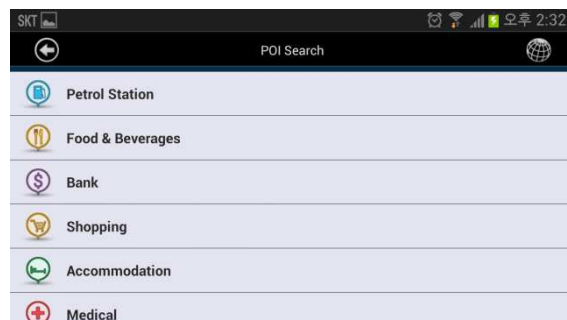 SKT 오후 2:32
POI Search
Petrol Station
Food & Beverages
$ Bank
Shopping
Accommodation
Medical